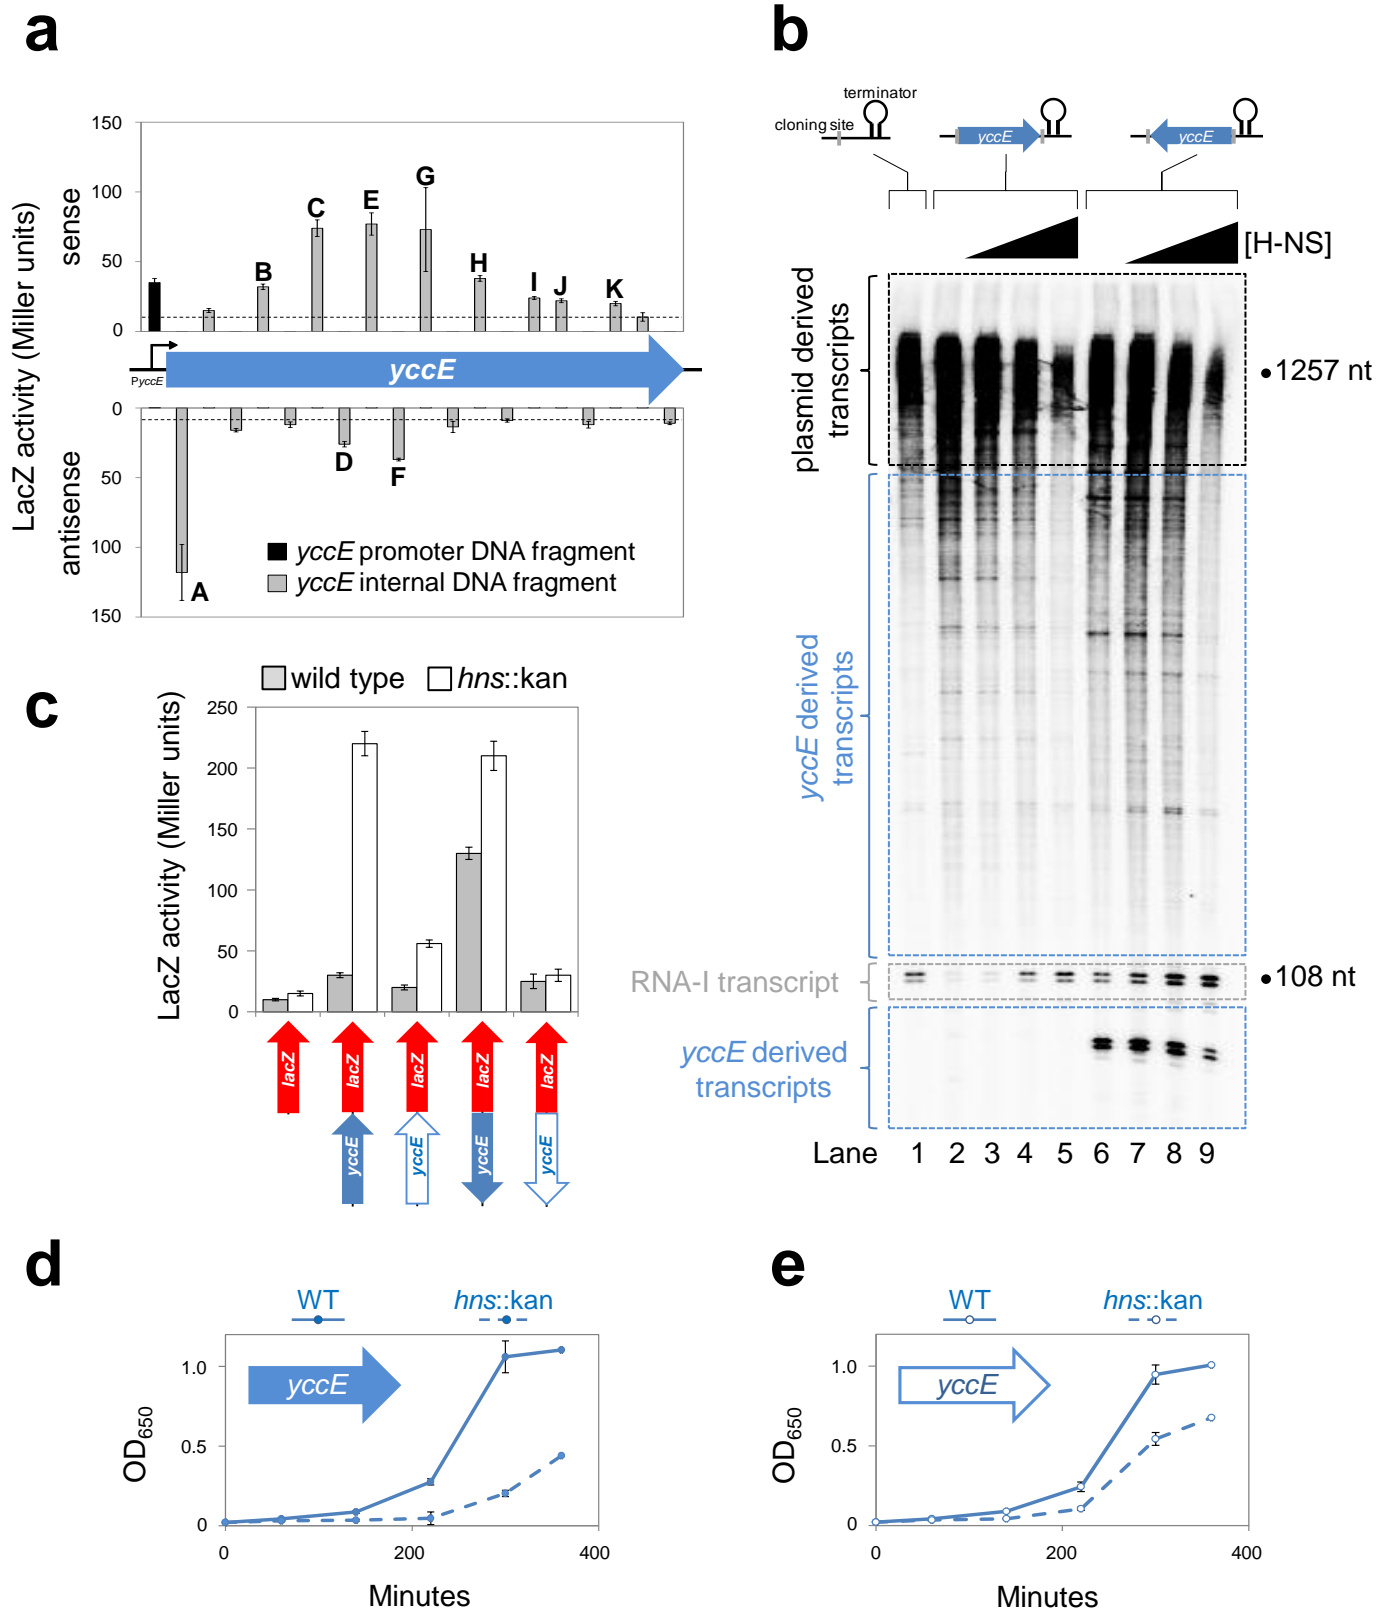 a
LacZ activity (Miller units)
sense
antisense
150
100
50
0
B
C
E
G
H
I
J
K
PyccE
yccE
0
50
100
150
A
D
F
yccE promoter DNA fragment
yccE internal DNA fragment
b
terminator
cloning site
yccE
yccE
[H-NS]
plasmid derived
transcripts
1257 nt
yccE derived
transcripts
RNA-I transcript
108 nt
yccE derived
transcripts
Lane 1 2 3 4 5 6 7 8 9
c
wild type hns::kan
LacZ activity (Miller units)
250
200
150
100
50
0
lacZ lacZ lacZ lacZ lacZ
yccE yccE yccE yccE
d
WT hns::kan
yccE
OD650
1.0
0.5
0
0 200 400
Minutes
e
WT hns::kan
yccE
OD650
1.0
0.5
0
0 200 400
Minutes